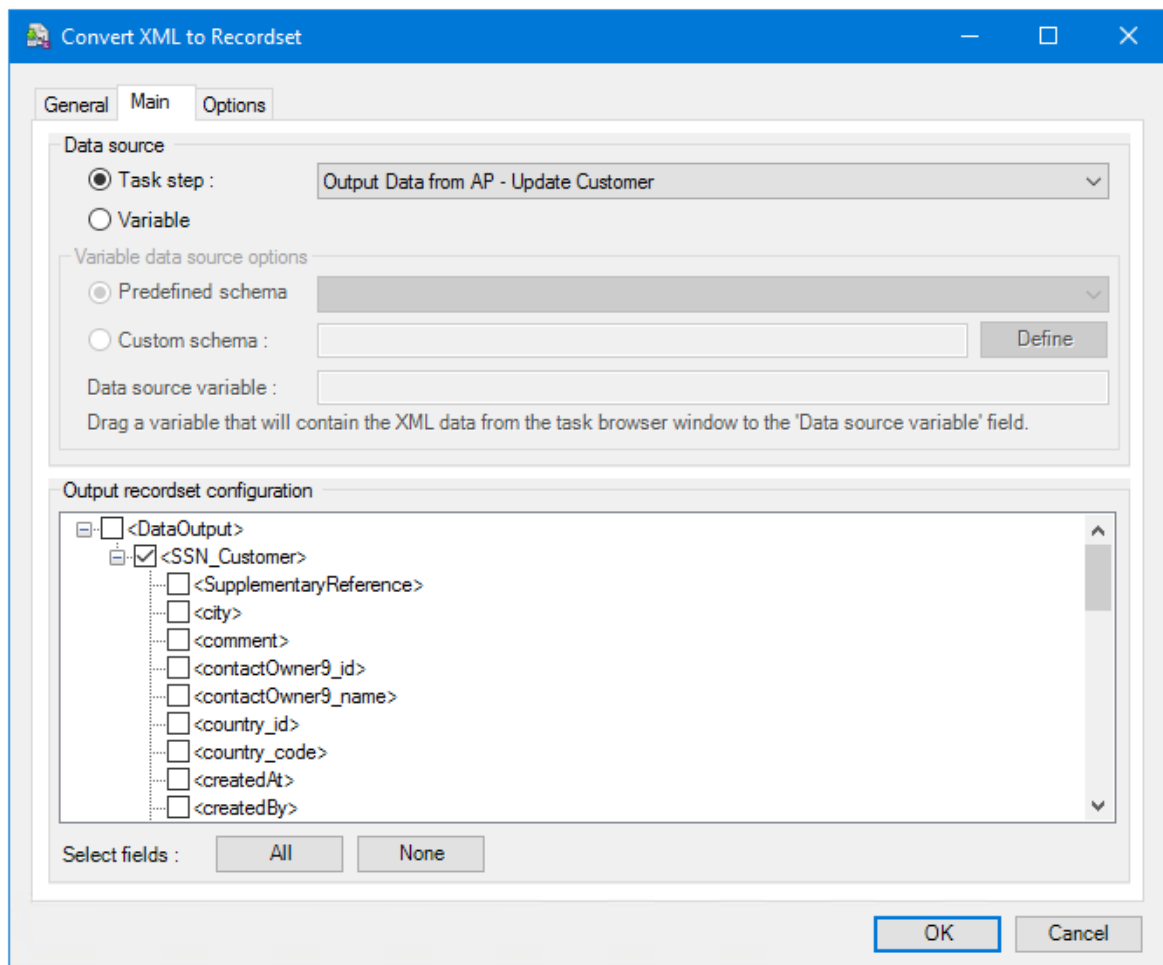 Convert XML to Recordset
General Main Options
Data source
Task step : Output Data from AP - Update Customer
Variable
Variable data source options
Predefined schema
Custom schema : Define
Data source variable :
Drag a variable that will contain the XML data from the task browser window to the 'Data source variable' field.
Output recordset configuration
<DataOutput>
<SSN_Customer>
<SupplementaryReference>
<city>
<comment>
<contactOwner9_id>
<contactOwner9_name>
<country_id>
<country_code>
<createdAt>
<createdBy>
Select fields : All None
OK Cancel